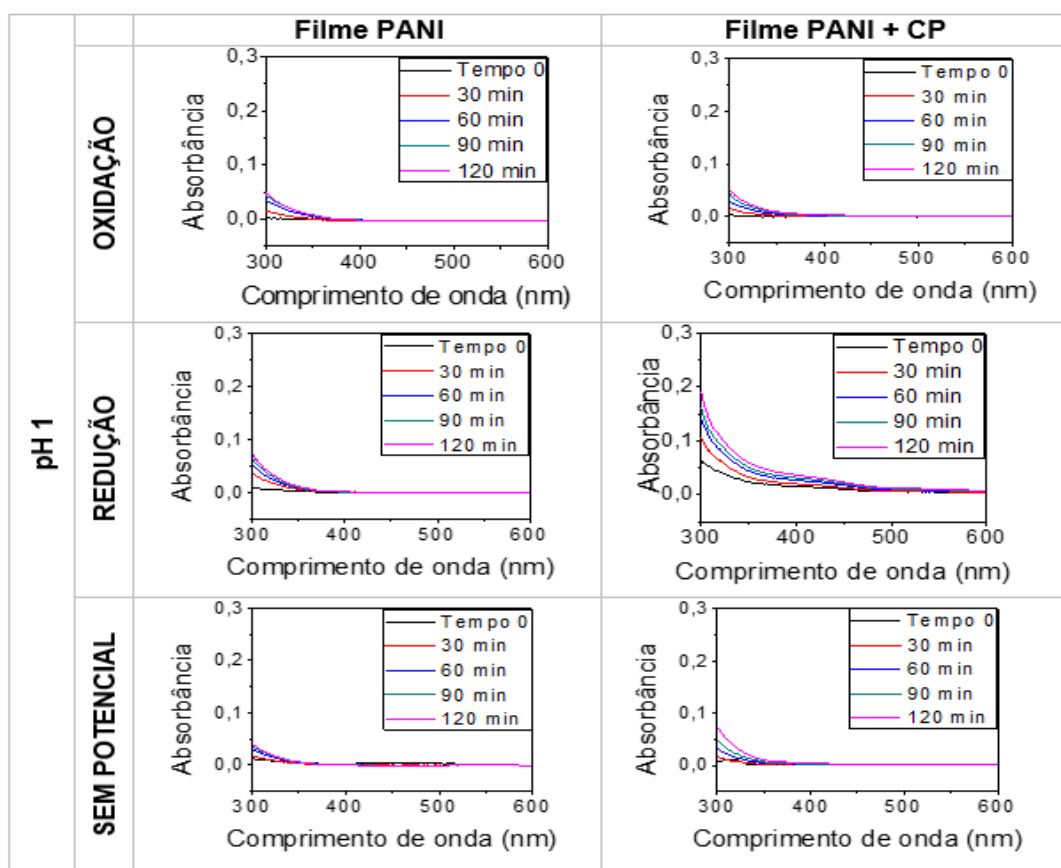 Filme PANI
Filme PANI + CP
pH 1
OXIDAÇÃO
Absorbância
0,3
0,2
0,1
0,0
Tempo 0
30 min
60 min
90 min
120 min
300 400 500 600
Comprimento de onda (nm)
Absorbância
0,3
0,2
0,1
0,0
Tempo 0
30 min
60 min
90 min
120 min
300 400 500 600
Comprimento de onda (nm)
REDUÇÃO
Absorbância
0,3
0,2
0,1
0,0
Tempo 0
30 min
60 min
90 min
120 min
300 400 500 600
Comprimento de onda (nm)
Absorbância
0,3
0,2
0,1
0,0
Tempo 0
30 min
60 min
90 min
120 min
300 400 500 600
Comprimento de onda (nm)
SEM POTENCIAL
Absorbância
0,3
0,2
0,1
0,0
Tempo 0
30 min
60 min
90 min
120 min
300 400 500 600
Comprimento de onda (nm)
Absorbância
0,3
0,2
0,1
0,0
Tempo 0
30 min
60 min
90 min
120 min
300 400 500 600
Comprimento de onda (nm)